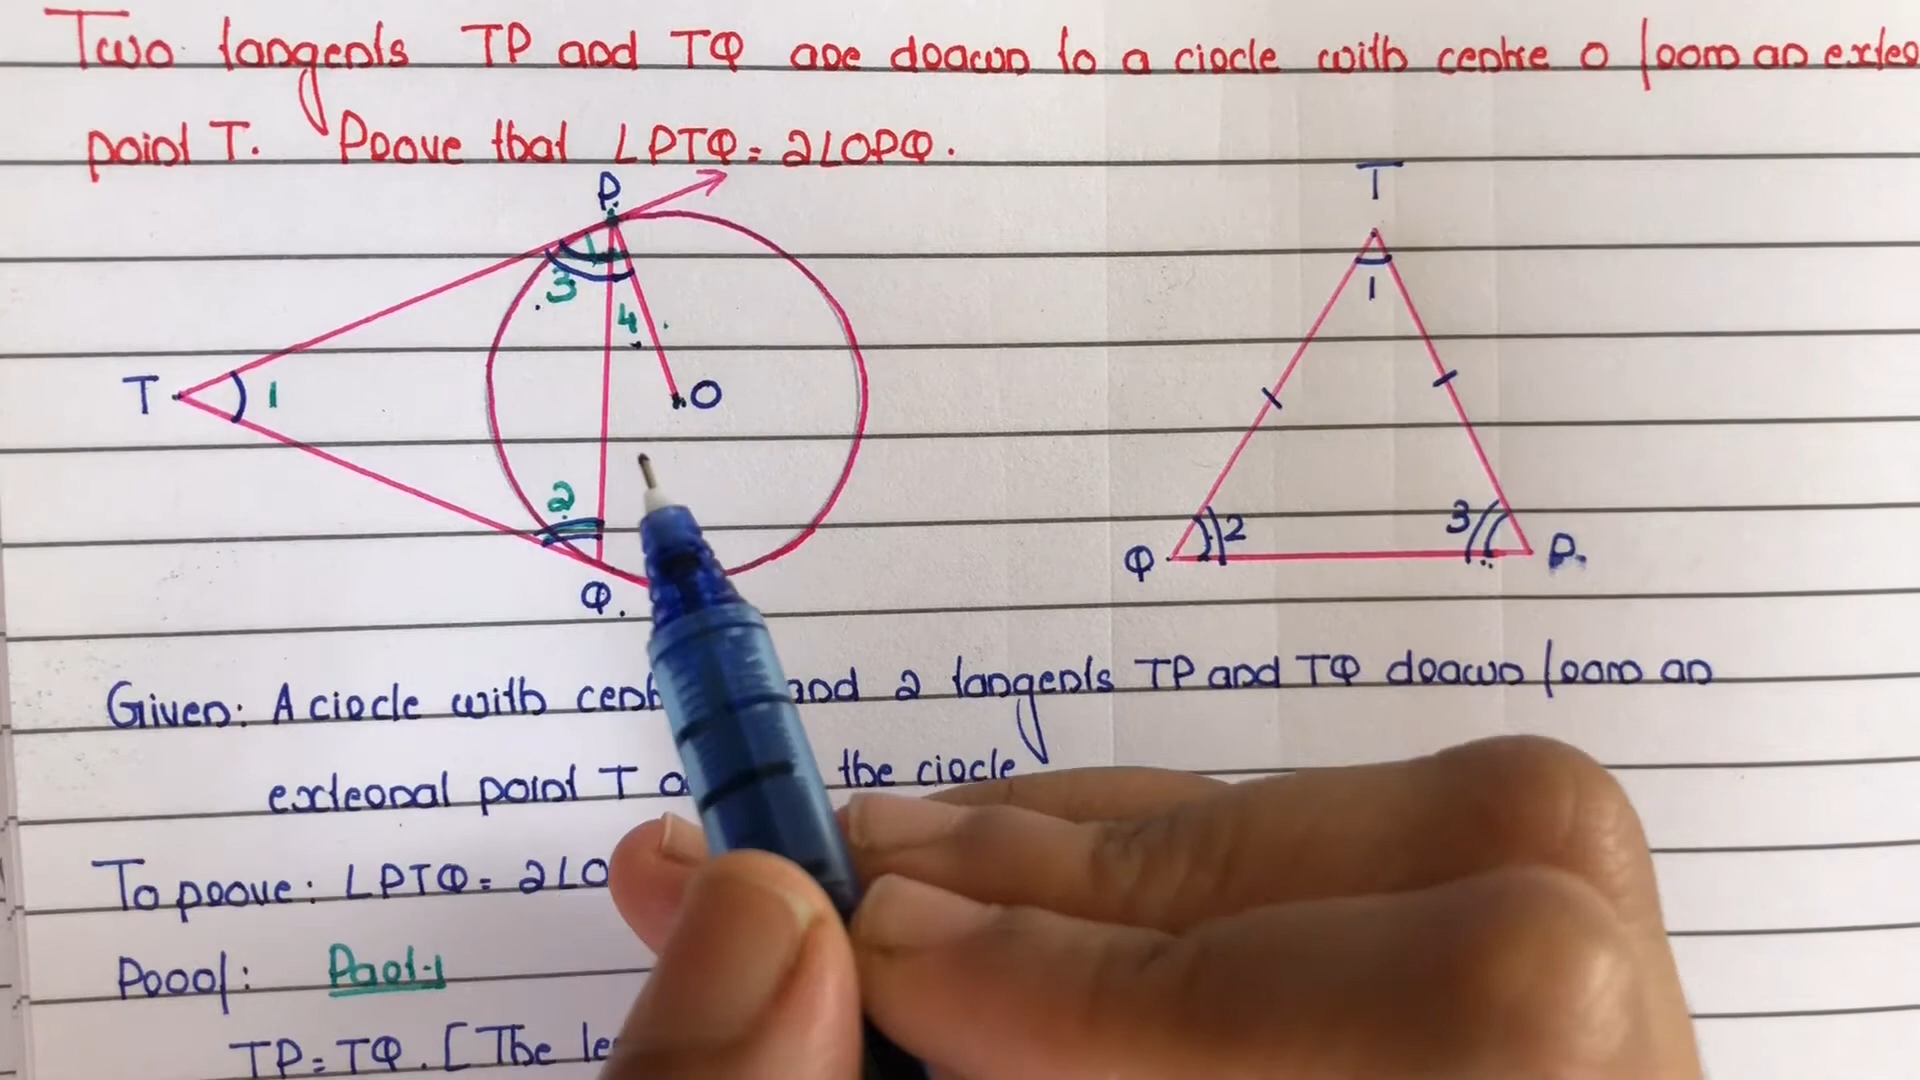 Two tangents TP and TQ are drawn to a circle with centre O from an exter
point T. Prove that ∠PTQ = 2∠OPQ.
T
P.
3
4
T
1
O
1
2
Q.
Q
2
3
P.
Given: A circle with and 2 tangents TP and TQ drawn from an
external point T the circle
To prove: ∠PTQ = 2∠O
Proof: Part-1
TP = TQ. [The